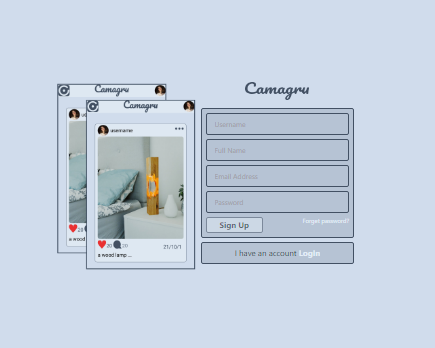 Camagru
Camagru
username
20
20
21/10/1
a wood
a wood lamp ...
Camagru
Username
Full Name
Email Address
Password
Sign Up
Forget password?
I have an account Login